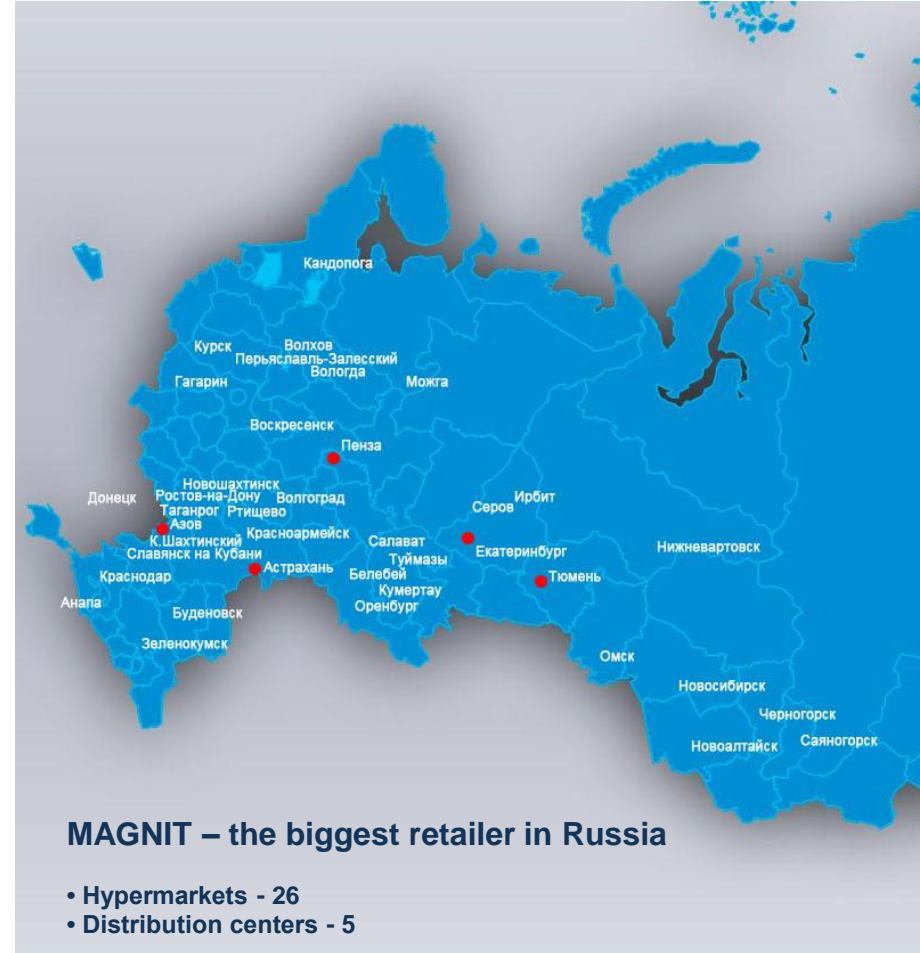 Кандопога
Курск
Волхов
Перьяславль-Залесский
Вологда
Гагарин
Можга
Воскресенск
Пенза
Новошахтинск
Донецк
Ростов-на-Дону
Волгоград
Таганрог
Ртищево
Азов
К.Шахтинский
Красноармейск
Славянск на Кубани
Астрахань
Краснодар
Анапа
Буденовск
Зеленокумск
Салават
Туймазы
Белебей
Кумертау
Оренбург
Ирбит
Серов
Екатеринбург
Тюмень
Нижневартовск
Омск
Новосибирск
Черногорск
Новоалтайск
Саяногорск
MAGNIT – the biggest retailer in Russia
• Hypermarkets - 26
• Distribution centers - 5